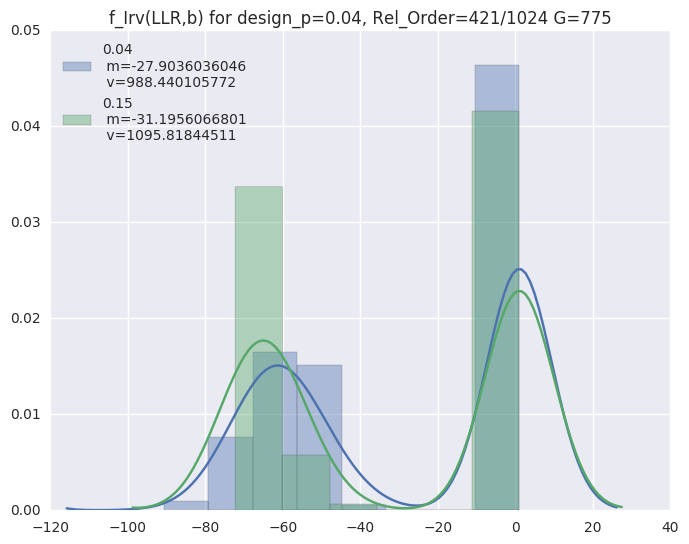 f_Irv(LLR,b) for design_p=0.04, Rel_Order=421/1024 G=775
0.04
m=-27.9036036046
v=988.440105772
0.15
m=-31.1956066801
v=1095.81844511
0.05
0.04
0.03
0.02
0.01
0.00
−120 −100 −80 −60 −40 −20 0 20 40